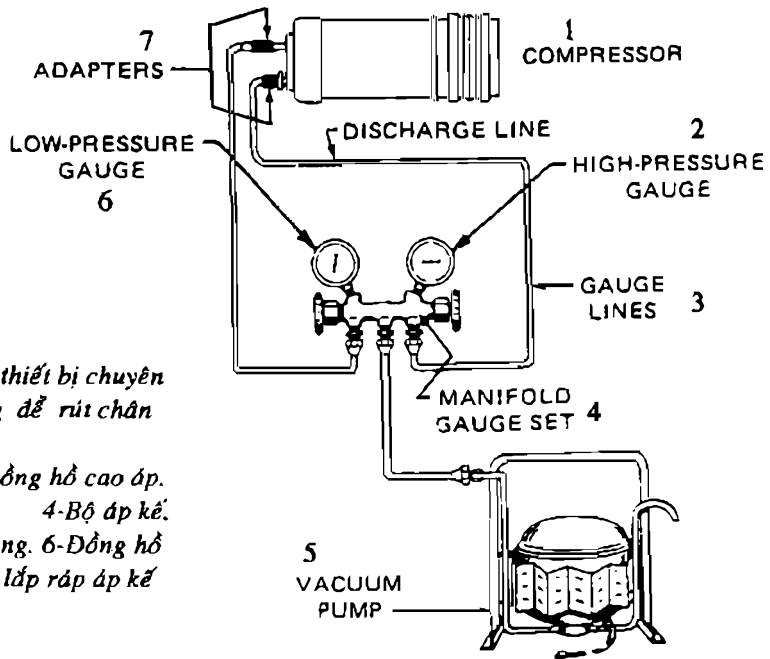 7
ADAPTERS
1
COMPRESSOR
LOW-PRESSURE
GAUGE
6
DISCHARGE LINE
2
HIGH-PRESSURE
GAUGE
GAUGE
LINES 3
MANIFOLD
GAUGE SET 4
thiết bị chuyên
để rút chân
ồng hồ cao áp.
4-Bộ áp kế.
ng. 6-Đồng hồ
lắp ráp áp kế
5
VACUUM
PUMP